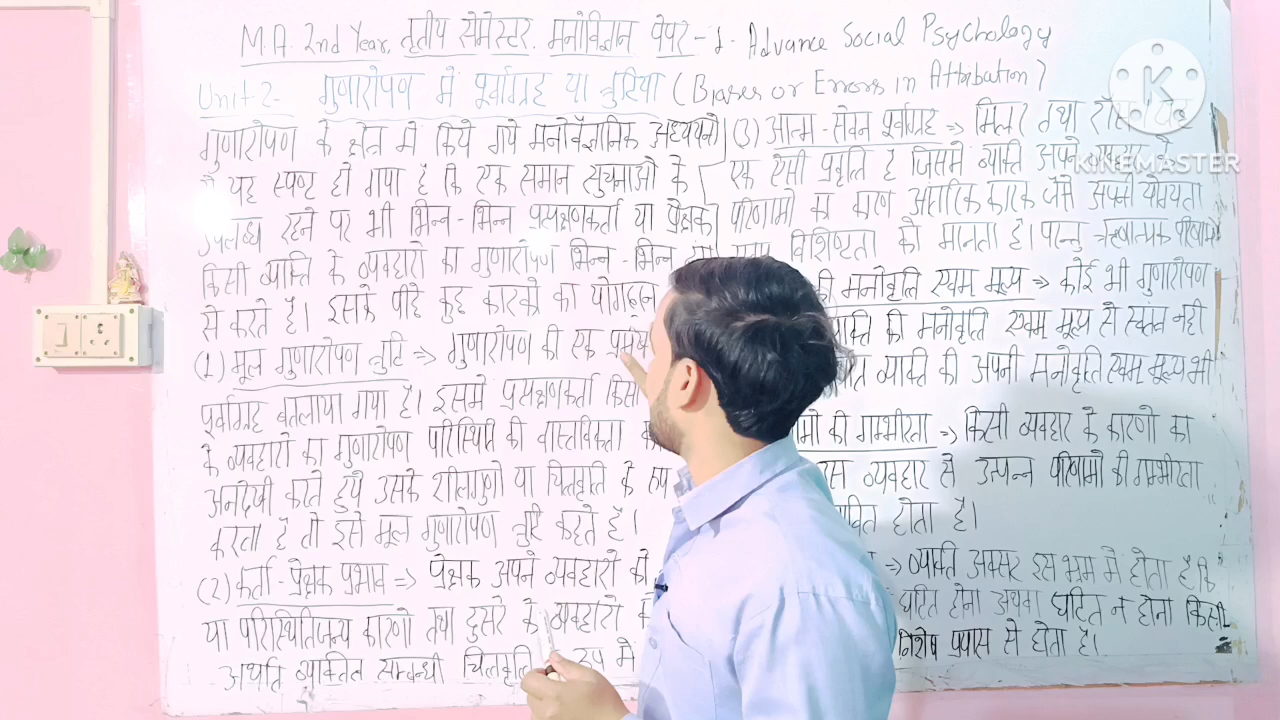 M.A. 2nd Year, तृतीय सेमेस्टर. मनोविज्ञान पेपर - 1. Advance Social Psychology
Unit-2- गुणारोपण में पूर्वाग्रह या त्रुटियां (Biases or Errors in Attribution)
गुणारोपण के क्षेत्र में किये गये मनोवैज्ञानिक अध्ययनो
से यह स्पष्ट हो गया है कि एक समान सुचनाओ के
उपलब्ध रहने पर भी भिन्न-भिन्न प्रत्यक्षणकर्ता या प्रेक्षक
किसी व्यक्ति के व्यवहारो का गुणारोपण भिन्न-भिन्न
से करते हैं। इसके पीछे कुछ कारको का योगदान
(1) मूल गुणारोपण त्रुटि ⇒ गुणारोपण की एक प्रमुख
पूर्वाग्रह बतलाया गया है। इसमे प्रत्यक्षणकर्ता किसी
के व्यवहारो का गुणारोपण परिस्थिति की वास्तविकता
अनदेखी करते हुये उसके शीलगुणो या चित्तवृति के रूप
करता है तो इसे मूल गुणारोपण त्रुटि कहते हैं।
(2) कर्ता-प्रेक्षक प्रभाव ⇒ प्रेक्षक अपने व्यवहारो को
या परिस्थितिजन्य कारणो तथा दुसरे के व्यवहारो के
अर्थात व्यक्तित्व सम्बन्धी चित्तवृति रूप मे
(3) आत्म-सेवन पूर्वाग्रह ⇒ मिलर तथा
एक ऐसी प्रवृति है जिसमे व्यक्ति अपने व्यवहार के
परिणामो का कारण आंतरिक कारक जैसे अपनी योग्यता
विशिष्टता को मानता है। परन्तु ऋणात्मक परिणामो
की मनोवृति एवम् मूल्य ⇒ कोई भी गुणारोपण
व्यक्ति की मनोवृति एवम् मूल्य से स्वतंत्र नही
व्यक्ति की अपनी मनोवृति एवम् मूल्य भी
की गम्भीरता ⇒ किसी व्यवहार के कारणो का
उस व्यवहार से उत्पन्न परिणामो की गम्भीरता
होता है।
⇒ व्यक्ति अक्सर इस भ्रम मे होता है कि
घटित होना अथवा घटित न होना किसी
विशेष प्रयास से होता है।
K
KINEMASTER